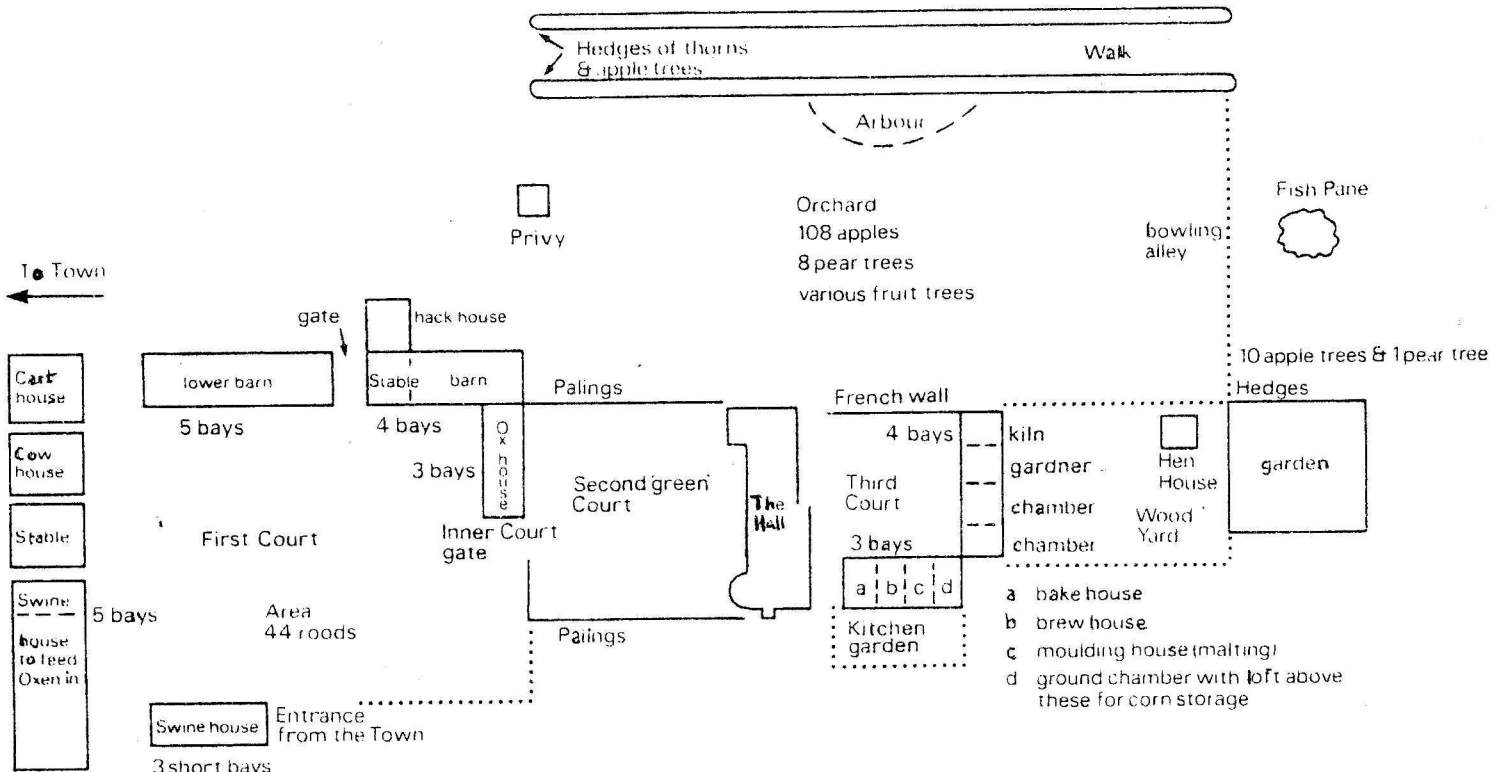 Hedges of thorns
& apple trees
Walk
Arbour
Privy
Orchard
108 apples
8 pear trees
various fruit trees
bowling
alley
Fish Pane
To Town
gate
hack house
Cart
house
lower barn
Stable
barn
Palings
French wall
10 apple trees & 1 pear tree
Hedges
5 bays
4 bays
Ox house
3 bays
Cow
house
Second green
Court
The
Hall
4 bays
kiln
gardner
chamber
chamber
Third
Court
3 bays
Hen
House
Wood
Yard
garden
Stable
First Court
Inner Court
gate
Swine
house
to feed
Oxen in
5 bays
Area
44 roods
Palings
a
b
c
d
Kitchen
garden
a bake house
b brew house
c moulding house (malting)
d ground chamber with loft above
these for corn storage
Swine house
Entrance
from the Town
3 short bays